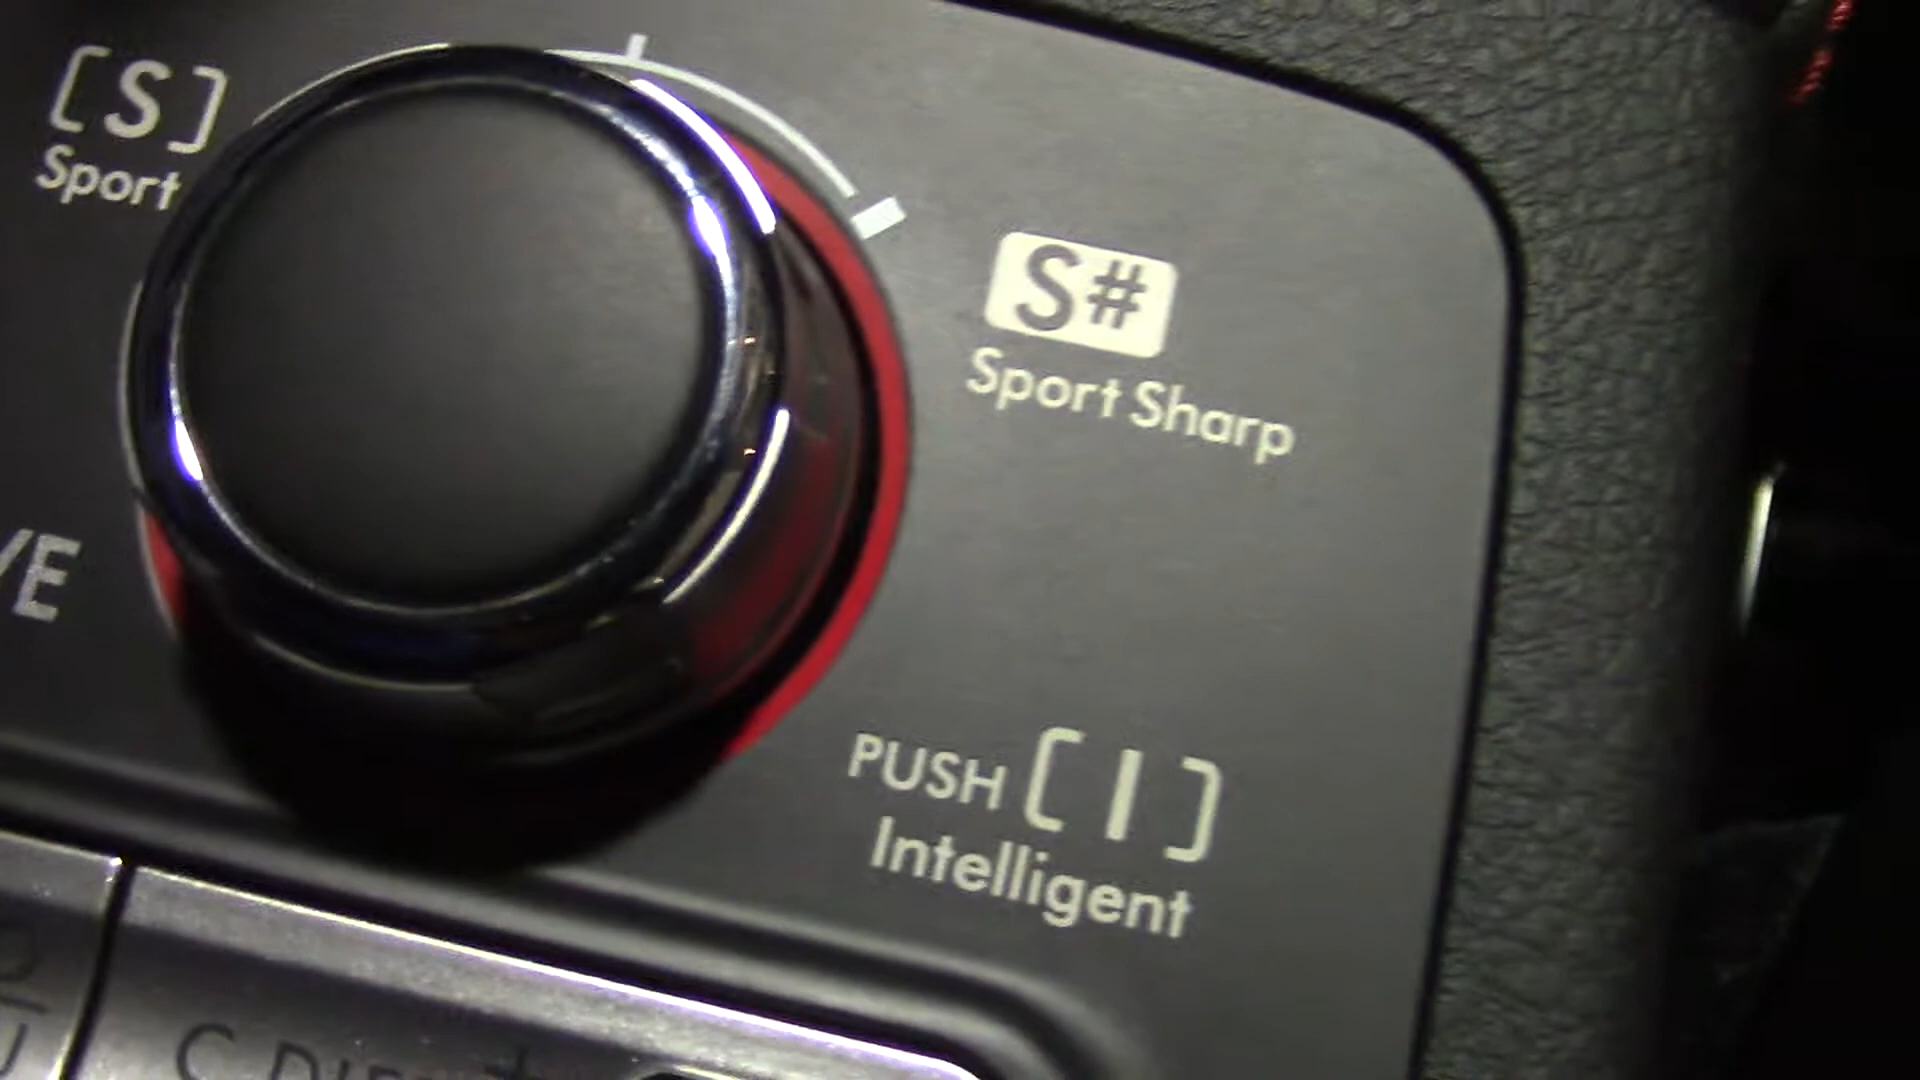 [S]
Sport
S#
Sport Sharp
PUSH [I]
Intelligent